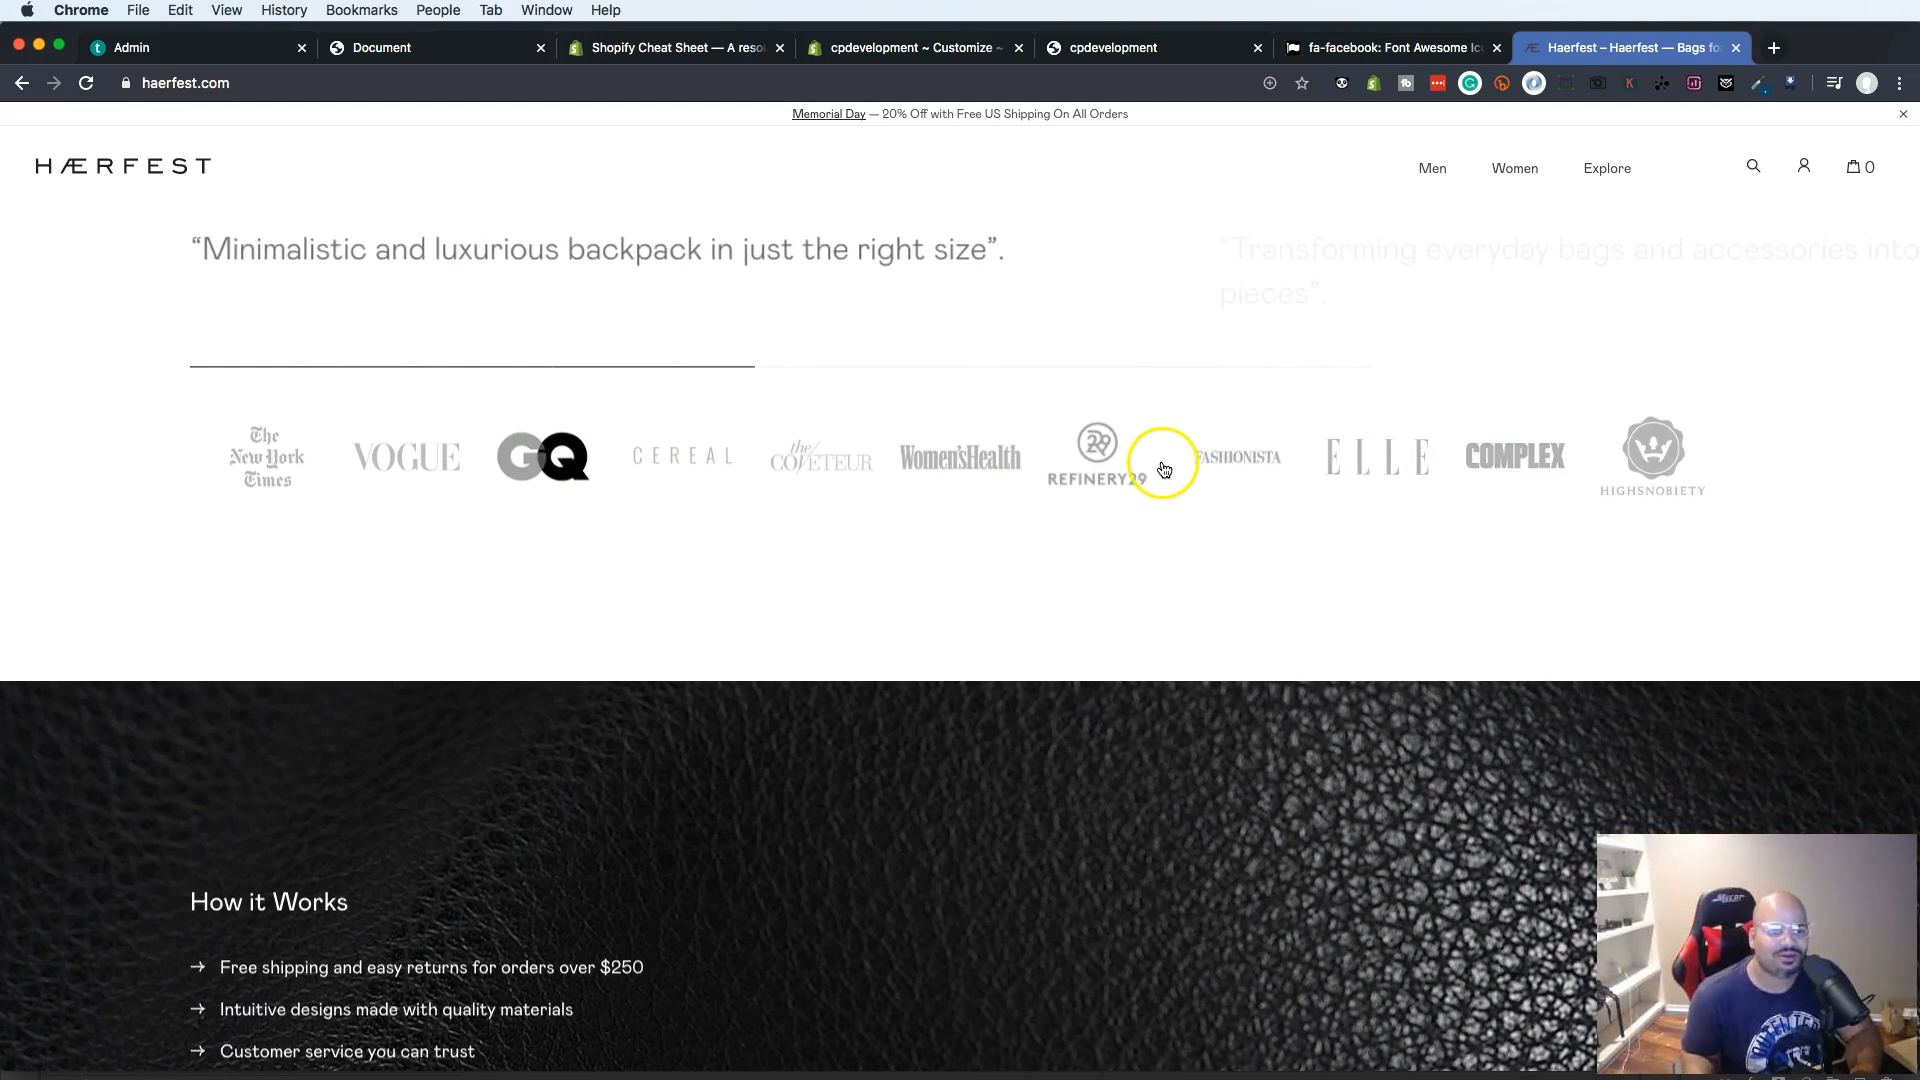 Chrome File Edit View History Bookmarks People Tab Window Help
Admin
Document
Shopify Cheat Sheet — A reso
cpdevelopment ~ Customize ~
cpdevelopment
fa-facebook: Font Awesome Ic
Haerfest – Haerfest — Bags fo
haerfest.com
Memorial Day — 20% Off with Free US Shipping On All Orders
HÆRFEST
Men Women Explore
0
“Minimalistic and luxurious backpack in just the right size”.
“Transforming everyday bags and accessories into
pieces”.
The
New York
Times
VOGUE
GQ
CEREAL
the
COVETEUR
Women'sHealth
29
REFINERY29
FASHIONISTA
ELLE
COMPLEX
HIGHSNOBIETY
How it Works
→ Free shipping and easy returns for orders over $250
→ Intuitive designs made with quality materials
→ Customer service you can trust